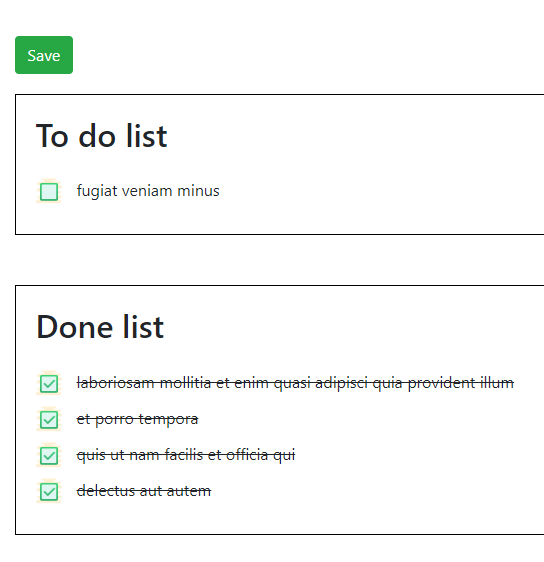 Save
To do list
fugiat veniam minus
Done list
laboriosam mollitia et enim quasi adipisci quia provident illum
et porro tempora
quis ut nam facilis et officia qui
delectus aut autem